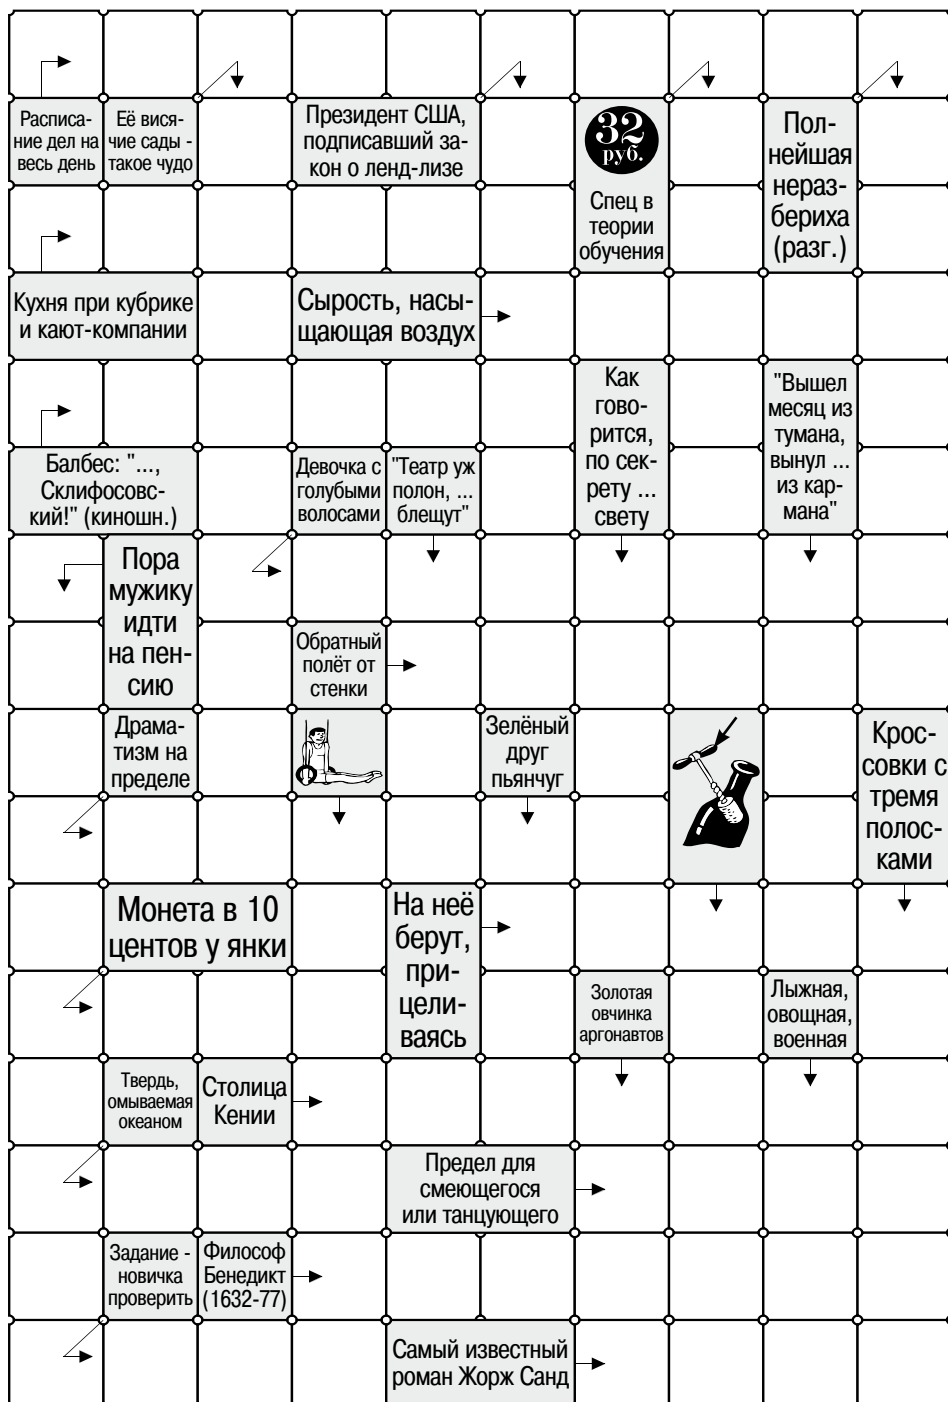 Расписа-
ние дел на
весь день
Её вися-
чие сады -
такое чудо
Президент США,
подписавший за-
кон о ленд-лизе
32
руб.
Спец в
теории
обучения
Пол-
нейшая
нераз-
бериха
(разг.)
Кухня при кубрике
и кают-компании
Сырость, насы-
щающая воздух
Как
гово-
рится,
по сек-
рету ...
свету
"Вышел
месяц из
тумана,
вынул ...
из кар-
мана"
Балбес: "...,
Склифосовс-
кий!" (киношн.)
Девочка с
голубыми
волосами
"Театр уж
полон, ...
блещут"
Пора
мужику
идти
на пен-
сию
Обратный
полёт от
стенки
Драма-
тизм на
пределе
Зелёный
друг
пьянчуг
Крос-
совки с
тремя
полос-
ками
Монета в 10
центов у янки
На неё
берут,
при-
цели-
ваясь
Золотая
овчинка
аргонавтов
Лыжная,
овощная,
военная
Твердь,
омываемая
океаном
Столица
Кении
Предел для
смеющегося
или танцующего
Задание -
новичка
проверить
Философ
Бенедикт
(1632-77)
Самый известный
роман Жорж Санд